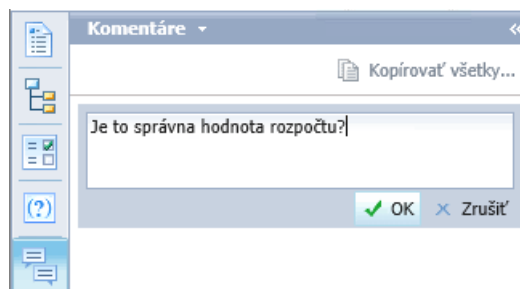 Komentáre
Kopírovať všetky...
Je to správna hodnota rozpočtu?
OK Zrušiť
(?)